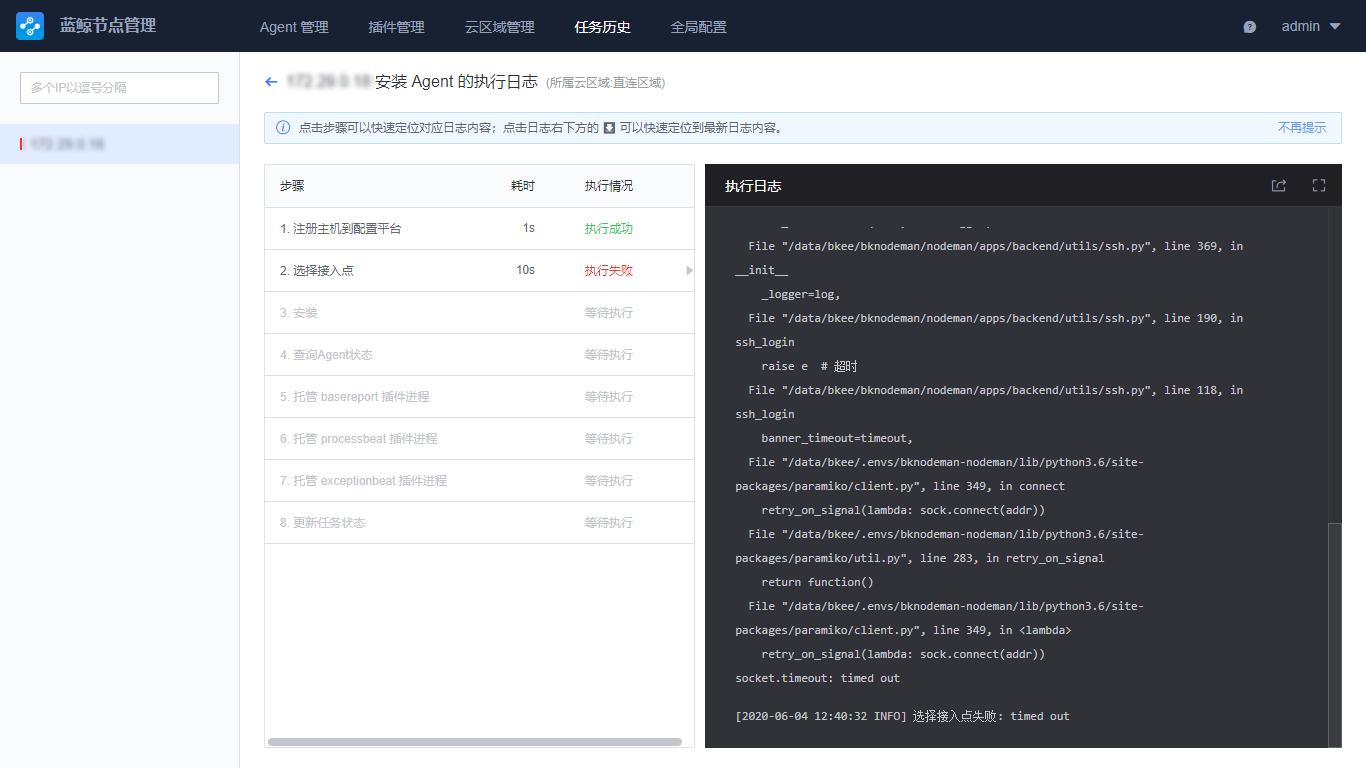 蓝鲸节点管理
Agent 管理
插件管理
云区域管理
任务历史
全局配置
admin
多个IP以逗号分隔
安装 Agent 的执行日志 (所属云区域:直连区域)
点击步骤可以快速定位对应日志内容；点击日志右下方的 可以快速定位到最新日志内容。
不再提示
步骤 耗时 执行情况
1. 注册主机到配置平台 1s 执行成功
2. 选择接入点 10s 执行失败
3. 安装 等待执行
4. 查询Agent状态 等待执行
5. 托管 basereport 插件进程 等待执行
6. 托管 processbeat 插件进程 等待执行
7. 托管 exceptionbeat 插件进程 等待执行
8. 更新任务状态 等待执行
执行日志
File "/data/bkee/bknodeman/nodeman/apps/backend/utils/ssh.py", line 369, in
__init__
_logger=log,
File "/data/bkee/bknodeman/nodeman/apps/backend/utils/ssh.py", line 190, in
ssh_login
raise e  # 超时
File "/data/bkee/bknodeman/nodeman/apps/backend/utils/ssh.py", line 118, in
ssh_login
banner_timeout=timeout,
File "/data/bkee/.envs/bknodeman-nodeman/lib/python3.6/site-
packages/paramiko/client.py", line 349, in connect
retry_on_signal(lambda: sock.connect(addr))
File "/data/bkee/.envs/bknodeman-nodeman/lib/python3.6/site-
packages/paramiko/util.py", line 283, in retry_on_signal
return function()
File "/data/bkee/.envs/bknodeman-nodeman/lib/python3.6/site-
packages/paramiko/client.py", line 349, in <lambda>
retry_on_signal(lambda: sock.connect(addr))
socket.timeout: timed out
[2020-06-04 12:40:32 INFO] 选择接入点失败: timed out